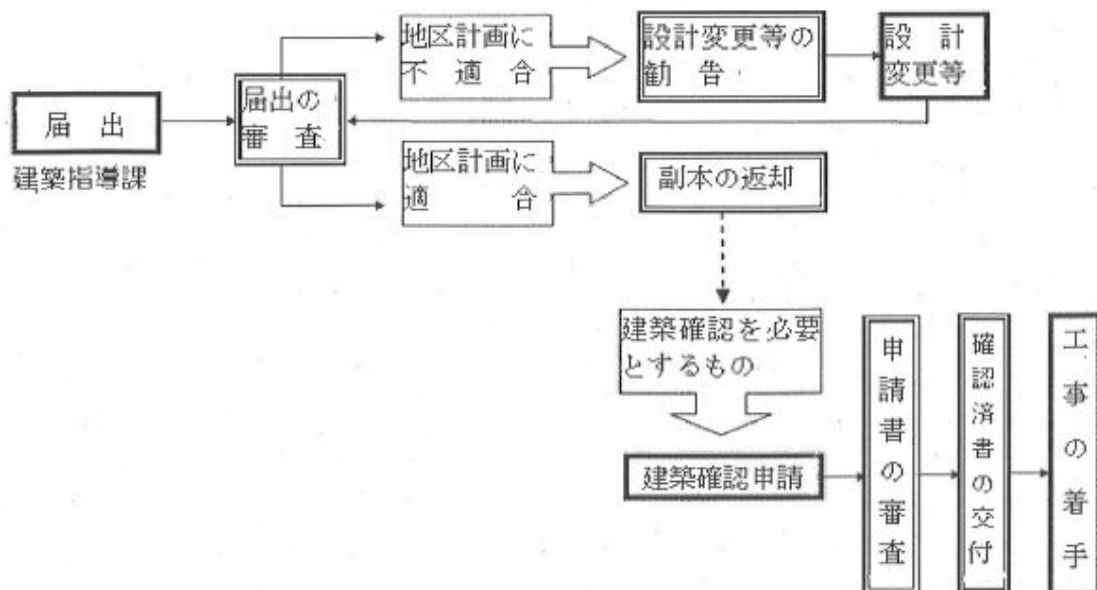 届出
建築指導課
届出の
審査
地区計画に
不適合
設計変更等の
勧告
設計
変更等
地区計画に
適合
副本の返却
建築確認を必要
とするもの
建築確認申請
申請書の審査
確認済書の交付
工事の着手